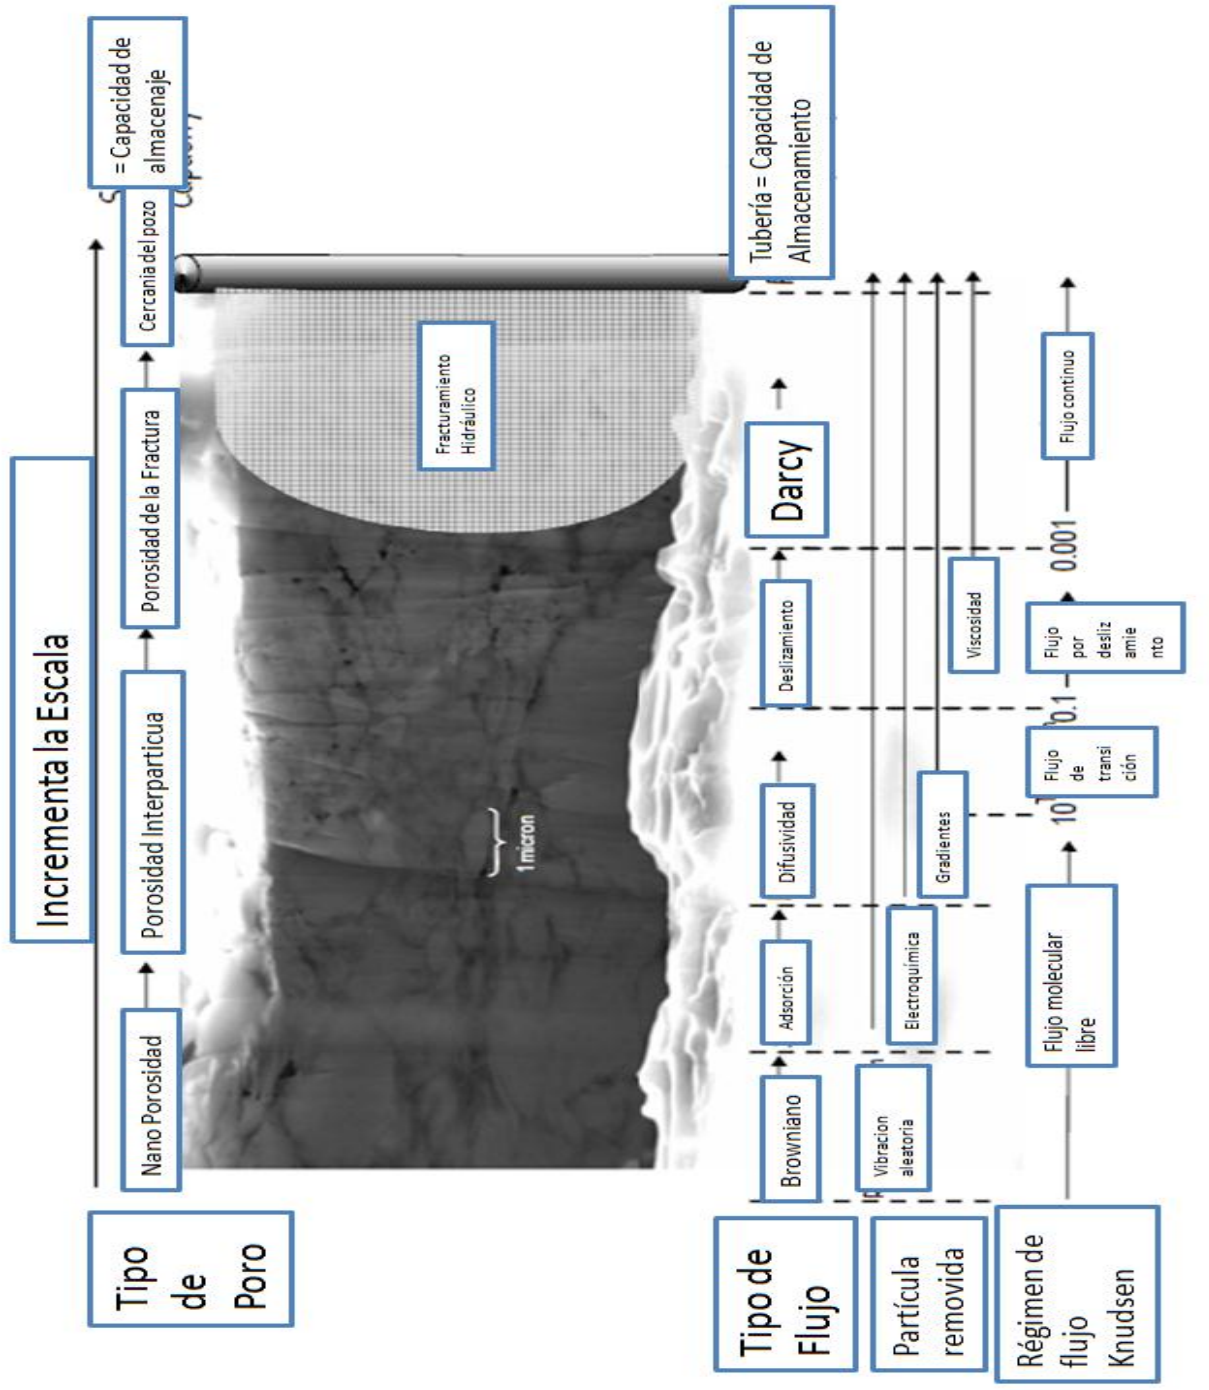 Incrementa la Escala
Tipo
de
Poro
Nano Porosidad
Porosidad Interparticua
Porosidad de la Fractura
Cercania del pozo
= Capacidad de
almacenaje
1 micron
Fracturamiento
Hidráulico
Tubería = Capacidad de
Almacenamiento
Tipo de
Flujo
Browniano
Adsorción
Difusividad
Deslizamiento
Darcy
Partícula
removida
Vibracion
aleatoria
Electroquímica
Gradientes
Viscosidad
Régimen de
flujo
Knudsen
Flujo molecular
libre
10
Flujo
de
transi
ción
0.1
Flujo
por
desliz
amie
nto
0.001
Flujo continuo